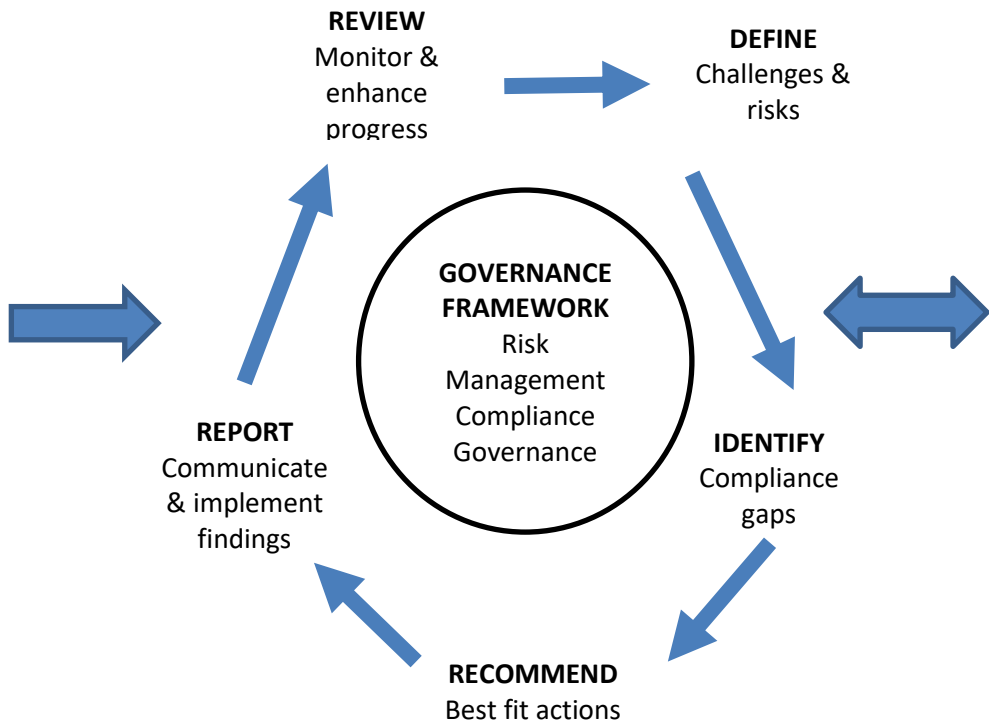 REVIEW
Monitor &
enhance
progress
DEFINE
Challenges &
risks
GOVERNANCE
FRAMEWORK
Risk
Management
Compliance
Governance
IDENTIFY
Compliance
gaps
RECOMMEND
Best fit actions
REPORT
Communicate
& implement
findings